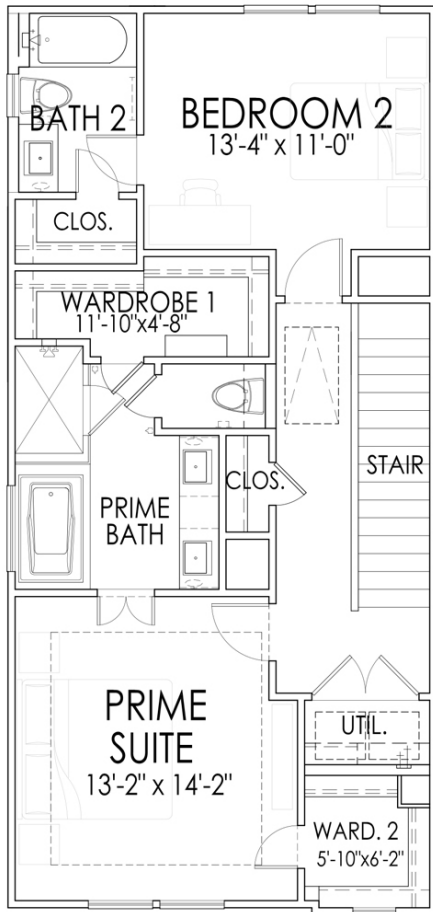 BATH 2
BEDROOM 2
13'-4" x 11'-0"
CLOS.
WARDROBE 1
11'-10"x4'-8"
STAIR
CLOS.
PRIME
BATH
PRIME
SUITE
13'-2" x 14'-2"
UTIL.
WARD. 2
5'-10"x6'-2"